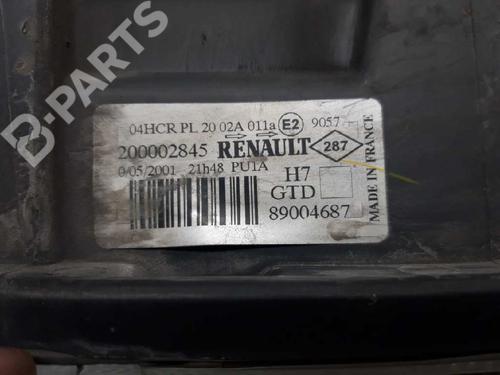 B-PARTS
04HCR PL 20 02A 011a E2 9057
200002845 RENAULT 287
0/05/2001 21h48 PU1A H7
GTD
89004687
MADE IN FRANCE